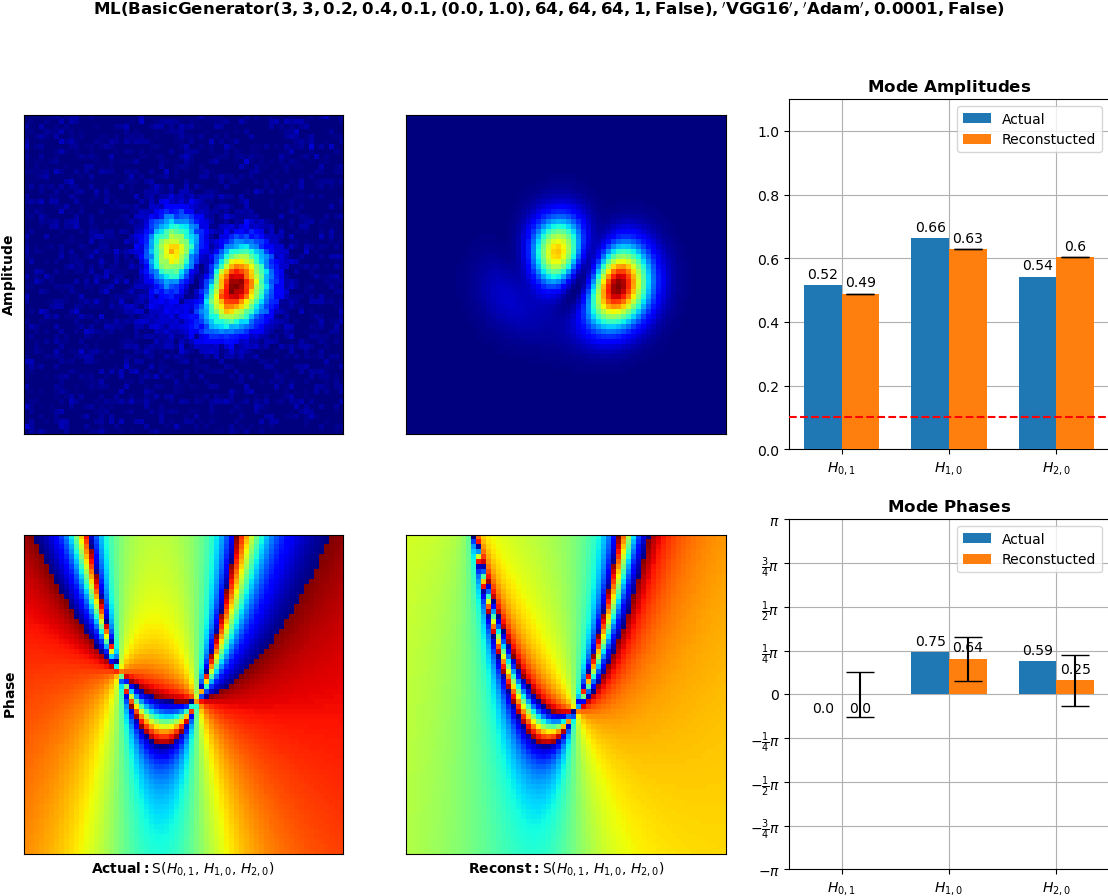 ML(BasicGenerator(3, 3, 0.2, 0.4, 0.1, (0.0, 1.0), 64, 64, 64, 1, False), ′VGG16′, ′Adam′, 0.0001, False)
Amplitude
Mode Amplitudes
Actual
Reconstucted
1.0
0.8
0.6
0.4
0.2
0.0
0.52
0.49
0.66
0.63
0.54
0.6
H0,1
H1,0
H2,0
Phase
Actual: S(H0,1, H1,0, H2,0)
Reconst: S(H0,1, H1,0, H2,0)
Mode Phases
Actual
Reconstucted
π
3/4π
1/2π
1/4π
0
−1/4π
−1/2π
−3/4π
−π
0.0
0.0
0.75
0.64
0.59
0.25
H0,1
H1,0
H2,0